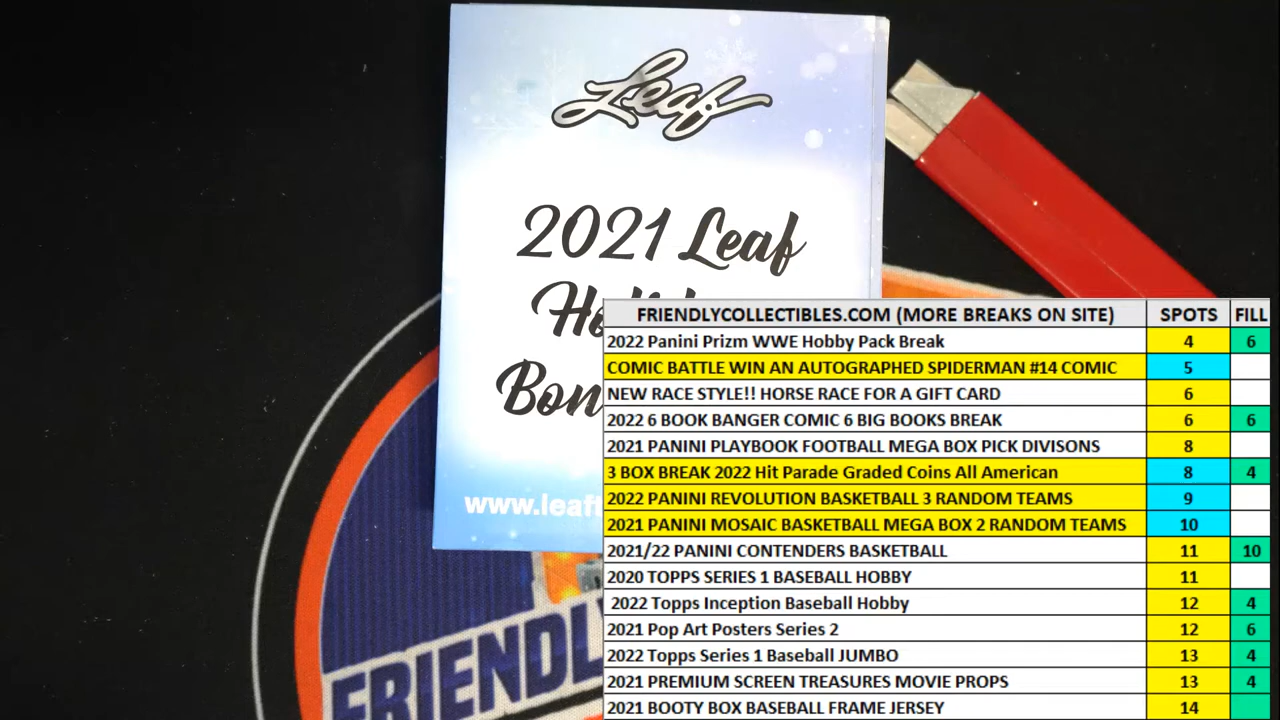 Leaf
2021 Leaf
Bon
www.leaf
FRIENDLY
FRIENDLYCOLLECTIBLES.COM (MORE BREAKS ON SITE) SPOTS FILL
2022 Panini Prizm WWE Hobby Pack Break 4 6
COMIC BATTLE WIN AN AUTOGRAPHED SPIDERMAN #14 COMIC 5
NEW RACE STYLE!! HORSE RACE FOR A GIFT CARD 6
2022 6 BOOK BANGER COMIC 6 BIG BOOKS BREAK 6 6
2021 PANINI PLAYBOOK FOOTBALL MEGA BOX PICK DIVISONS 8
3 BOX BREAK 2022 Hit Parade Graded Coins All American 8 4
2022 PANINI REVOLUTION BASKETBALL 3 RANDOM TEAMS 9
2021 PANINI MOSAIC BASKETBALL MEGA BOX 2 RANDOM TEAMS 10
2021/22 PANINI CONTENDERS BASKETBALL 11 10
2020 TOPPS SERIES 1 BASEBALL HOBBY 11
2022 Topps Inception Baseball Hobby 12 4
2021 Pop Art Posters Series 2 12 6
2022 Topps Series 1 Baseball JUMBO 13 4
2021 PREMIUM SCREEN TREASURES MOVIE PROPS 13 4
2021 BOOTY BOX BASEBALL FRAME JERSEY 14